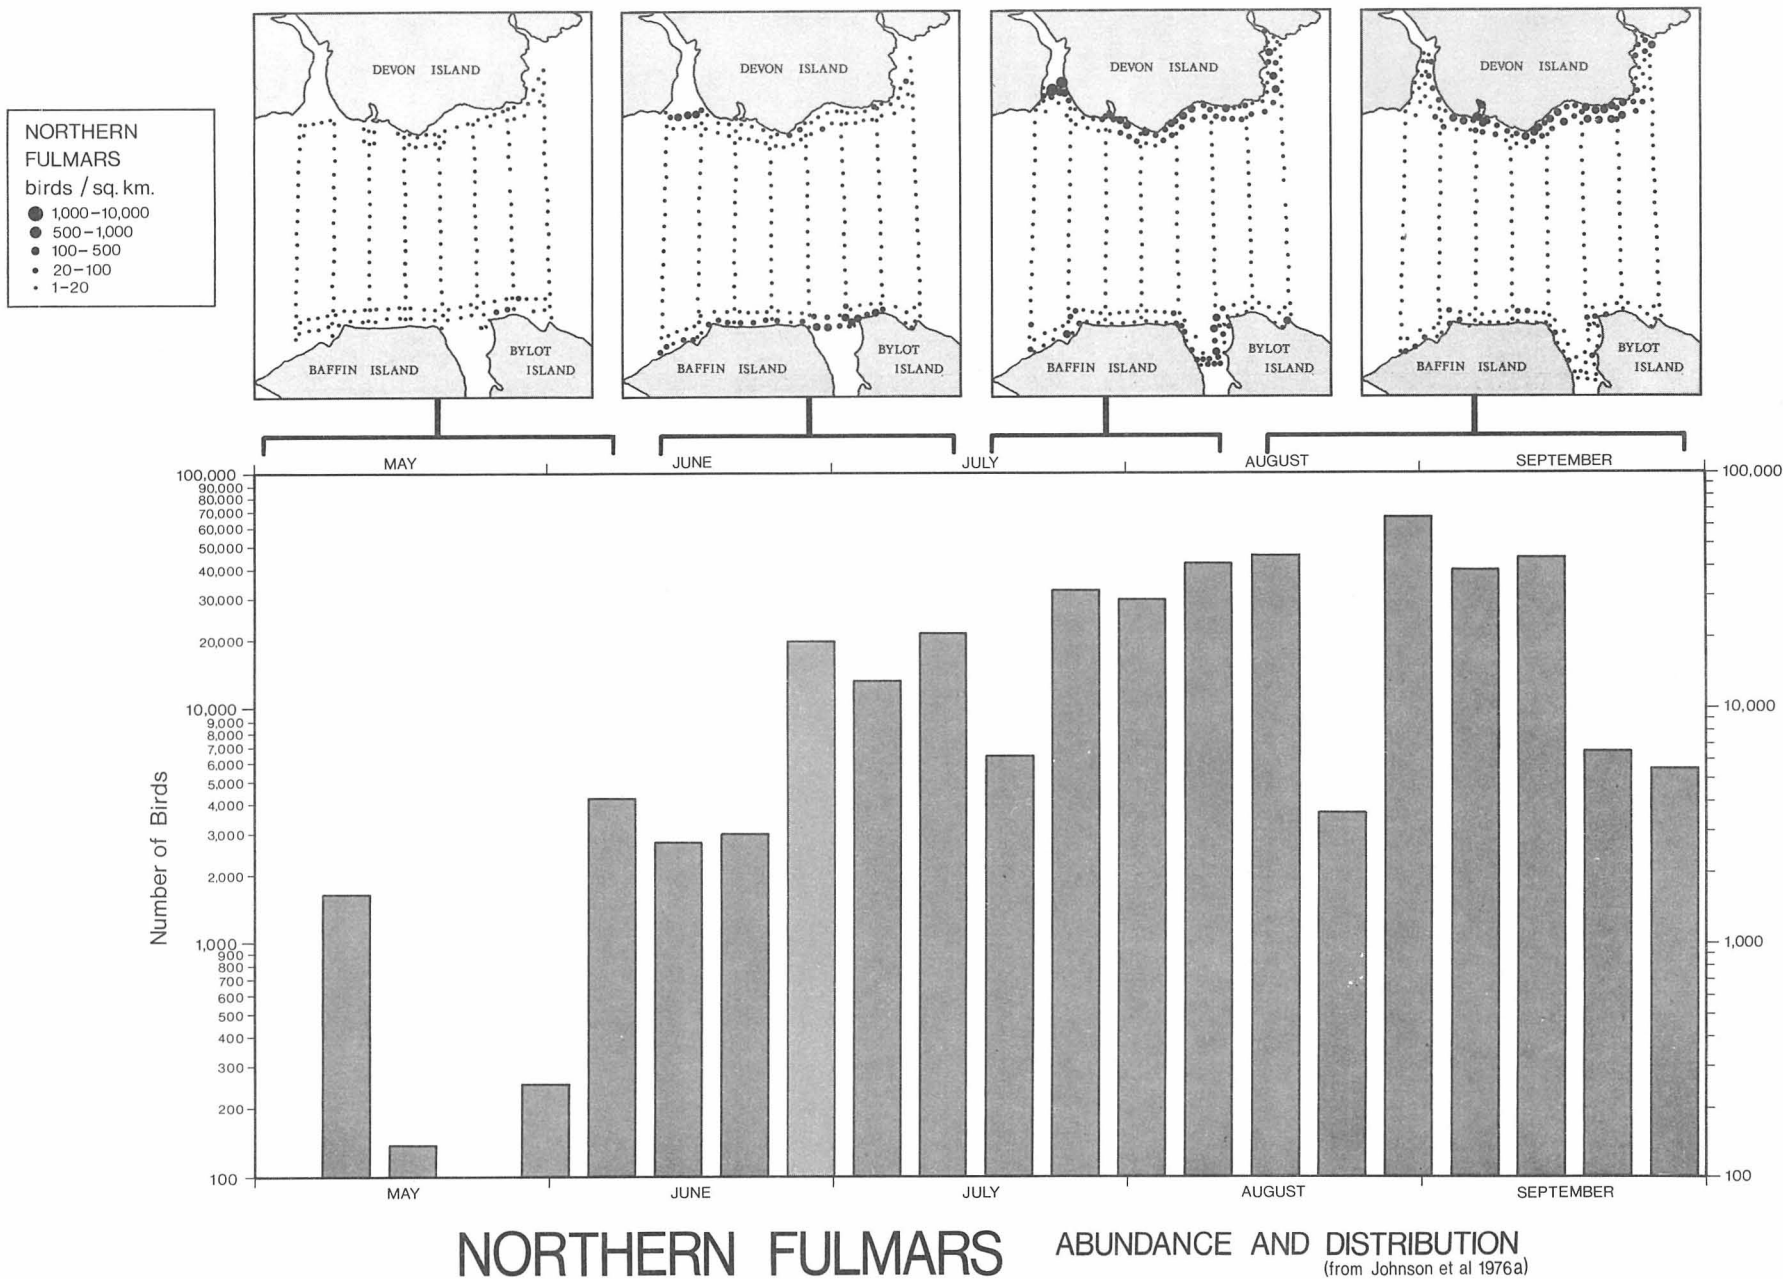 DEVON ISLAND
BAFFIN ISLAND
BYLOT
ISLAND
DEVON ISLAND
BAFFIN ISLAND
BYLOT
ISLAND
DEVON ISLAND
BAFFIN ISLAND
BYLOT
ISLAND
DEVON ISLAND
BAFFIN ISLAND
BYLOT
ISLAND
NORTHERN
FULMARS
birds / sq. km.
1,000-10,000
500-1,000
100-500
20-100
1-20
MAY JUNE JULY AUGUST SEPTEMBER
Number of Birds
100,000
90,000
80,000
70,000
60,000
50,000
40,000
30,000
20,000
10,000
9,000
8,000
7,000
6,000
5,000
4,000
3,000
2,000
1,000
900
800
700
600
500
400
300
200
100
100,000
10,000
1,000
100
MAY JUNE JULY AUGUST SEPTEMBER
NORTHERN FULMARS ABUNDANCE AND DISTRIBUTION
(from Johnson et al 1976a)